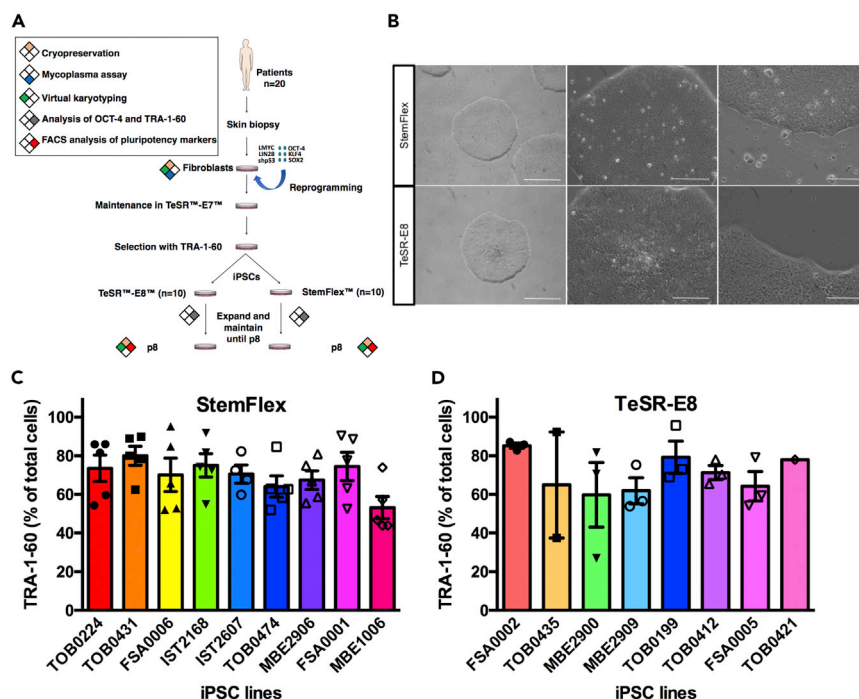 A
Cryopreservation
Mycoplasma assay
Virtual karyotyping
Analysis of OCT-4 and TRA-1-60
FACS analysis of pluripotency markers
Patients
n=20
Skin biopsy
LMYC OCT-4
LIN28 KLF4
shp53 SOX2
Fibroblasts
Reprogramming
Maintenance in TeSR™-E7™
Selection with TRA-1-60
iPSCs
TeSR™-E8™ (n=10)
StemFlex™ (n=10)
Expand and
maintain
until p8
p8
p8
B
StemFlex
TeSR-E8
C
StemFlex
TRA-1-60 (% of total cells)
100
80
60
40
20
0
TOB0224
TOB0431
FSA0006
IST2168
IST2607
TOB0474
MBE2906
FSA0001
MBE1006
iPSC lines
D
TeSR-E8
TRA-1-60 (% of total cells)
100
80
60
40
20
0
FSA0002
TOB0435
MBE2900
MBE2909
TOB0199
TOB0412
FSA0005
TOB0421
iPSC lines